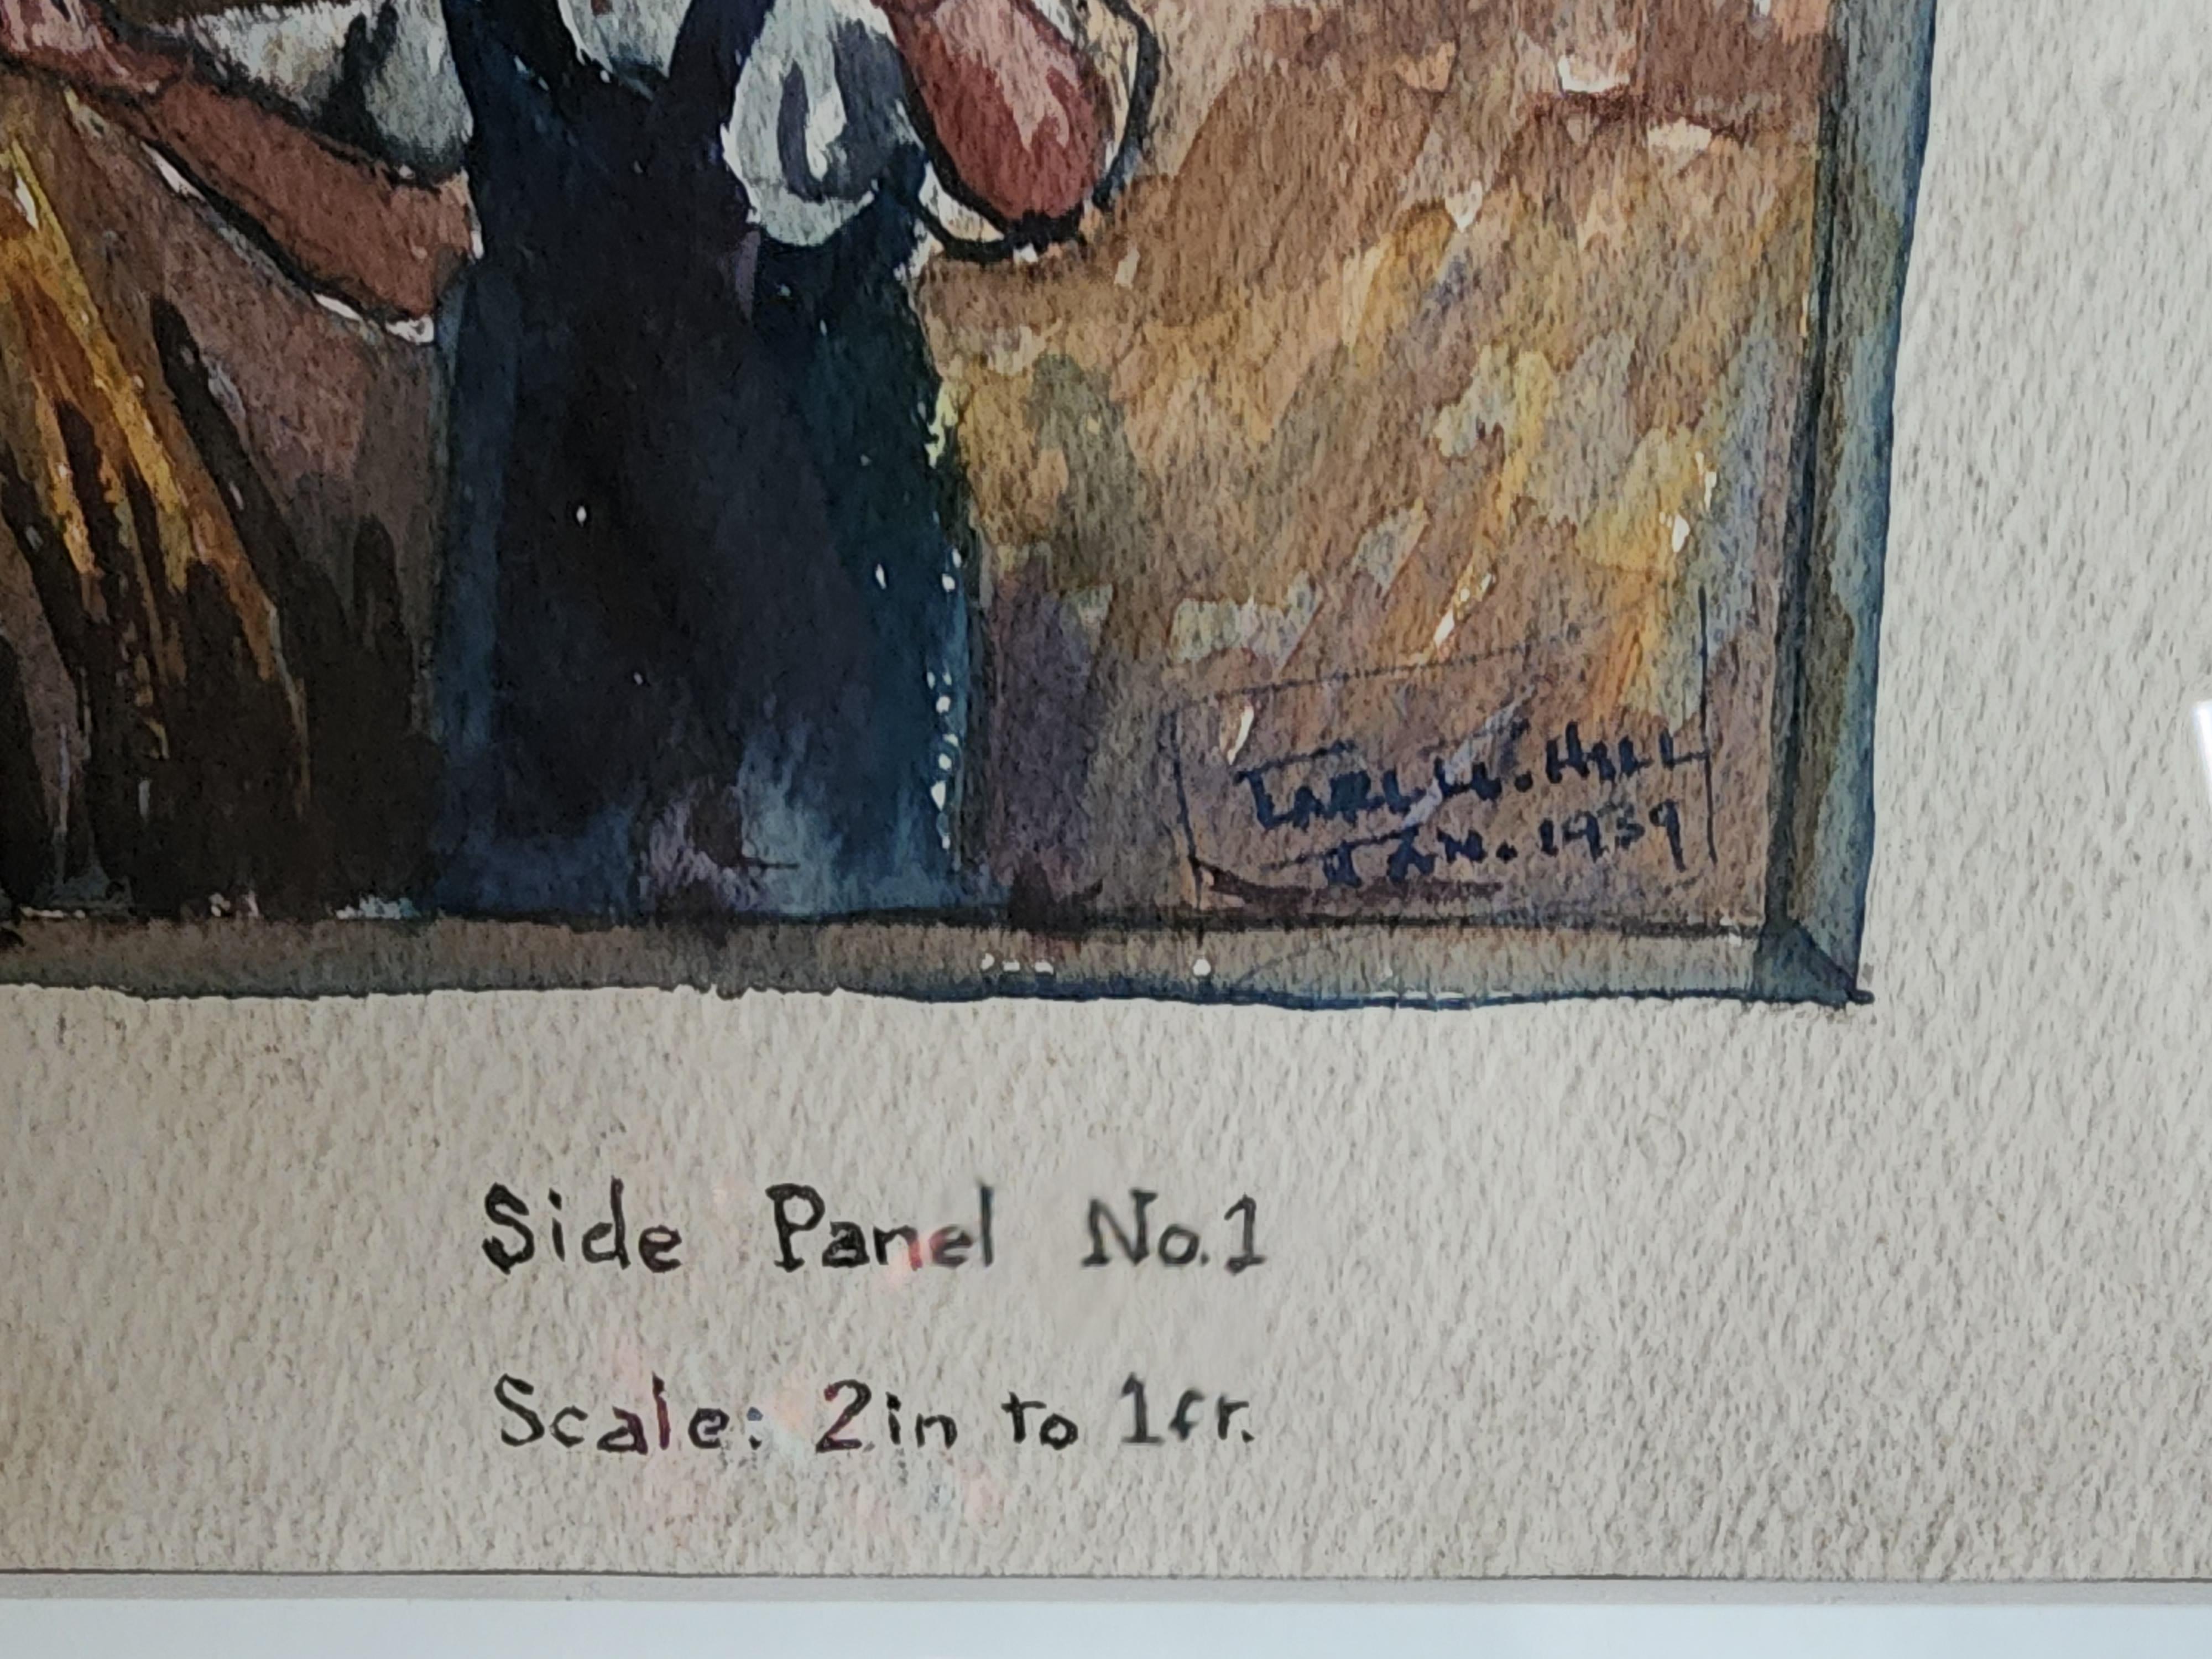 EARL W. HILL
JAN. 1939
Side Panel No.1
Scale: 2in to 1ft.